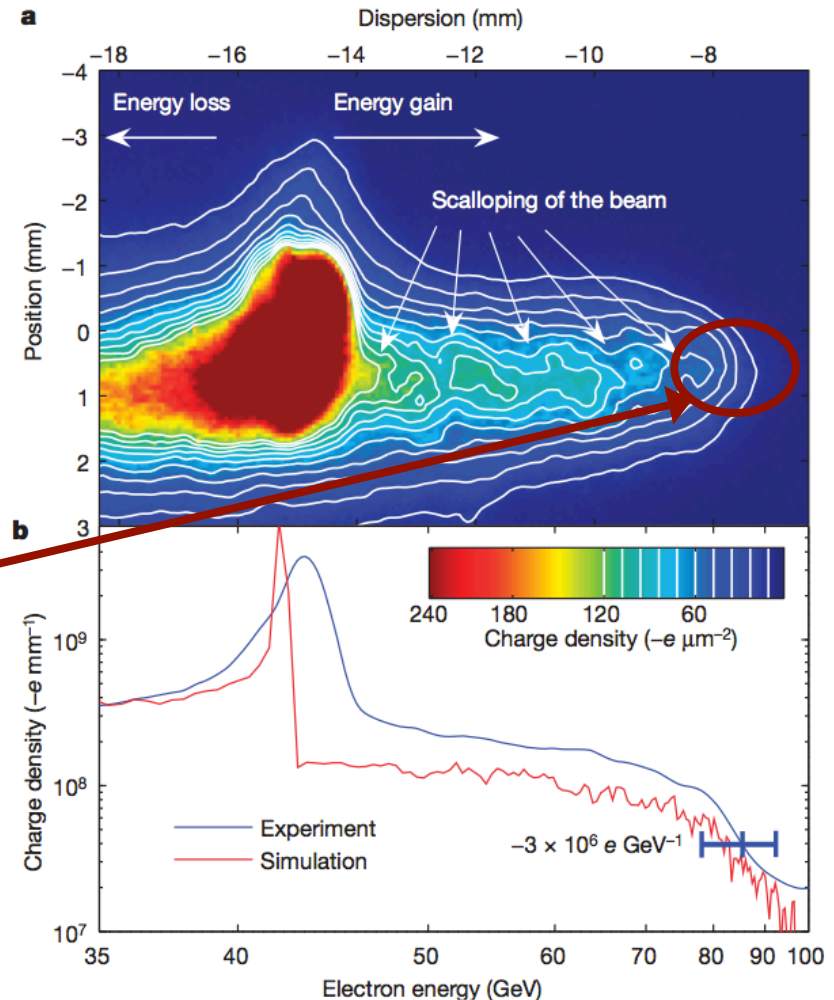 a
Dispersion (mm)
−18 −16 −14 −12 −10 −8
−4
−3
−2
−1
0
1
2
3
Position (mm)
Energy loss Energy gain
Scalloping of the beam
b
240 180 120 60
Charge density (−e μm⁻²)
10⁹
10⁸
10⁷
Charge density (−e mm⁻¹)
Experiment
Simulation
−3 × 10⁶ e GeV⁻¹
35 40 50 60 70 80 90 100
Electron energy (GeV)